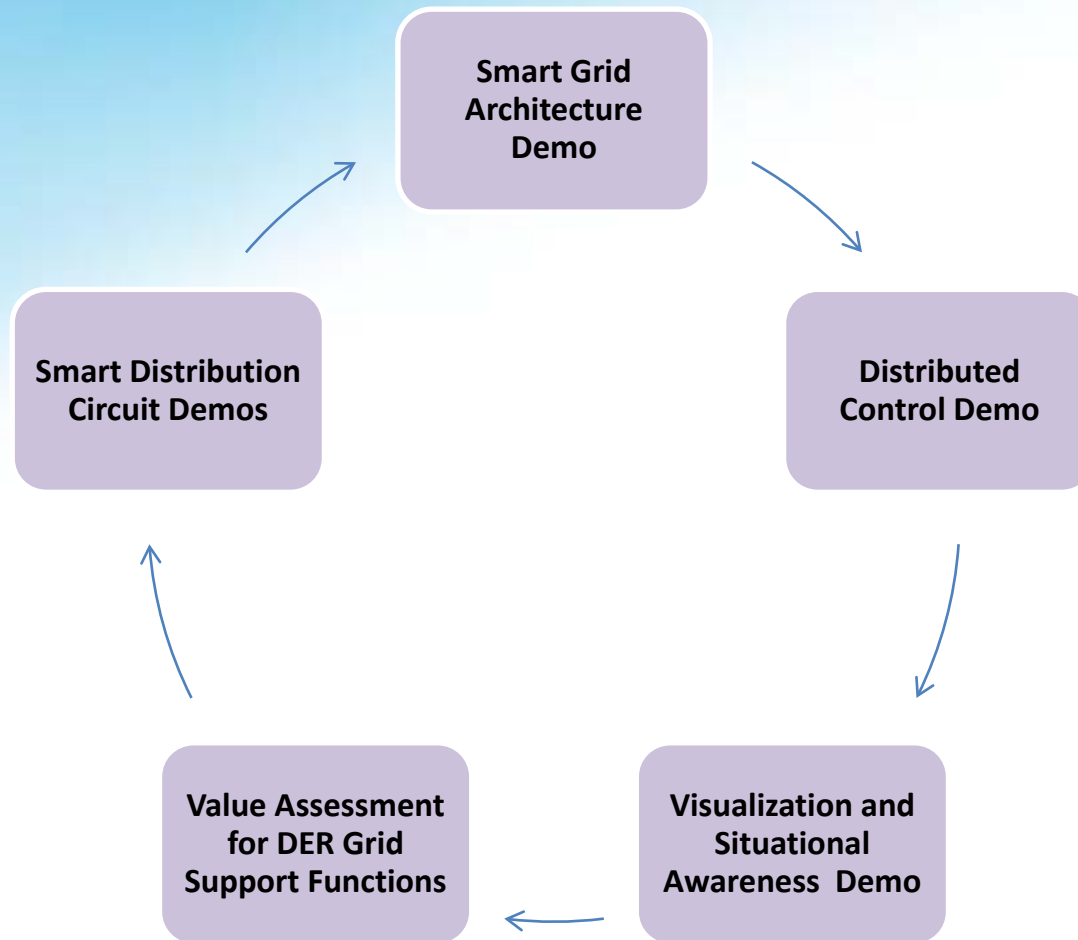 Smart Grid
Architecture
Demo
Smart Distribution
Circuit Demos
Distributed
Control Demo
Value Assessment
for DER Grid
Support Functions
Visualization and
Situational
Awareness Demo